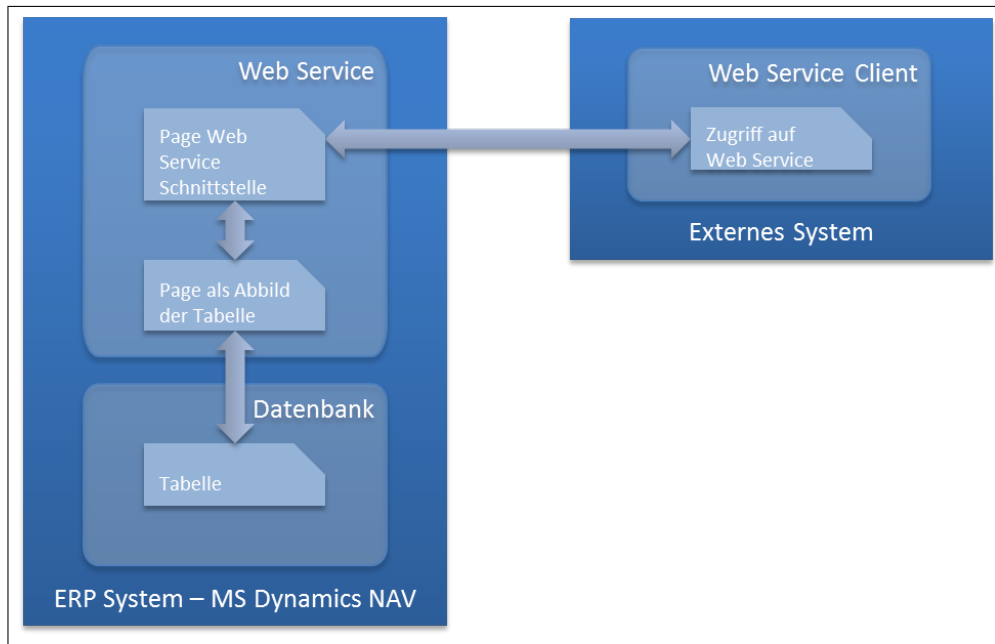 Web Service
Page Web
Service
Schnittstelle
Page als Abbild
der Tabelle
Datenbank
Tabelle
ERP System – MS Dynamics NAV
Web Service Client
Zugriff auf
Web Service
Externes System